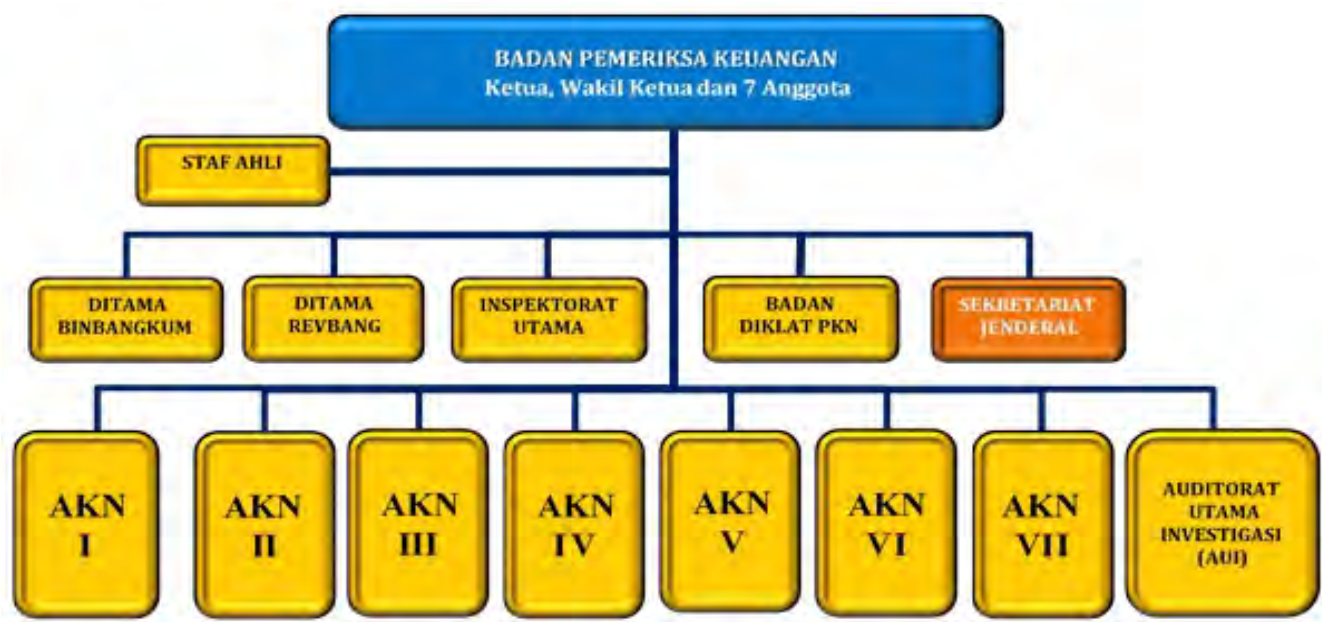 BADAN PEMERIKSA KEUANGAN
Ketua, Wakil Ketua dan 7 Anggota
STAF AHLI
DITAMA
BINBANGKUM
DITAMA
REVBANG
INSPEKTORAT
UTAMA
BADAN
DIKLAT PKN
SEKRETARIAT
JENDERAL
AKN
I
AKN
II
AKN
III
AKN
IV
AKN
V
AKN
VI
AKN
VII
AUDITORAT
UTAMA
INVESTIGASI
(AUI)